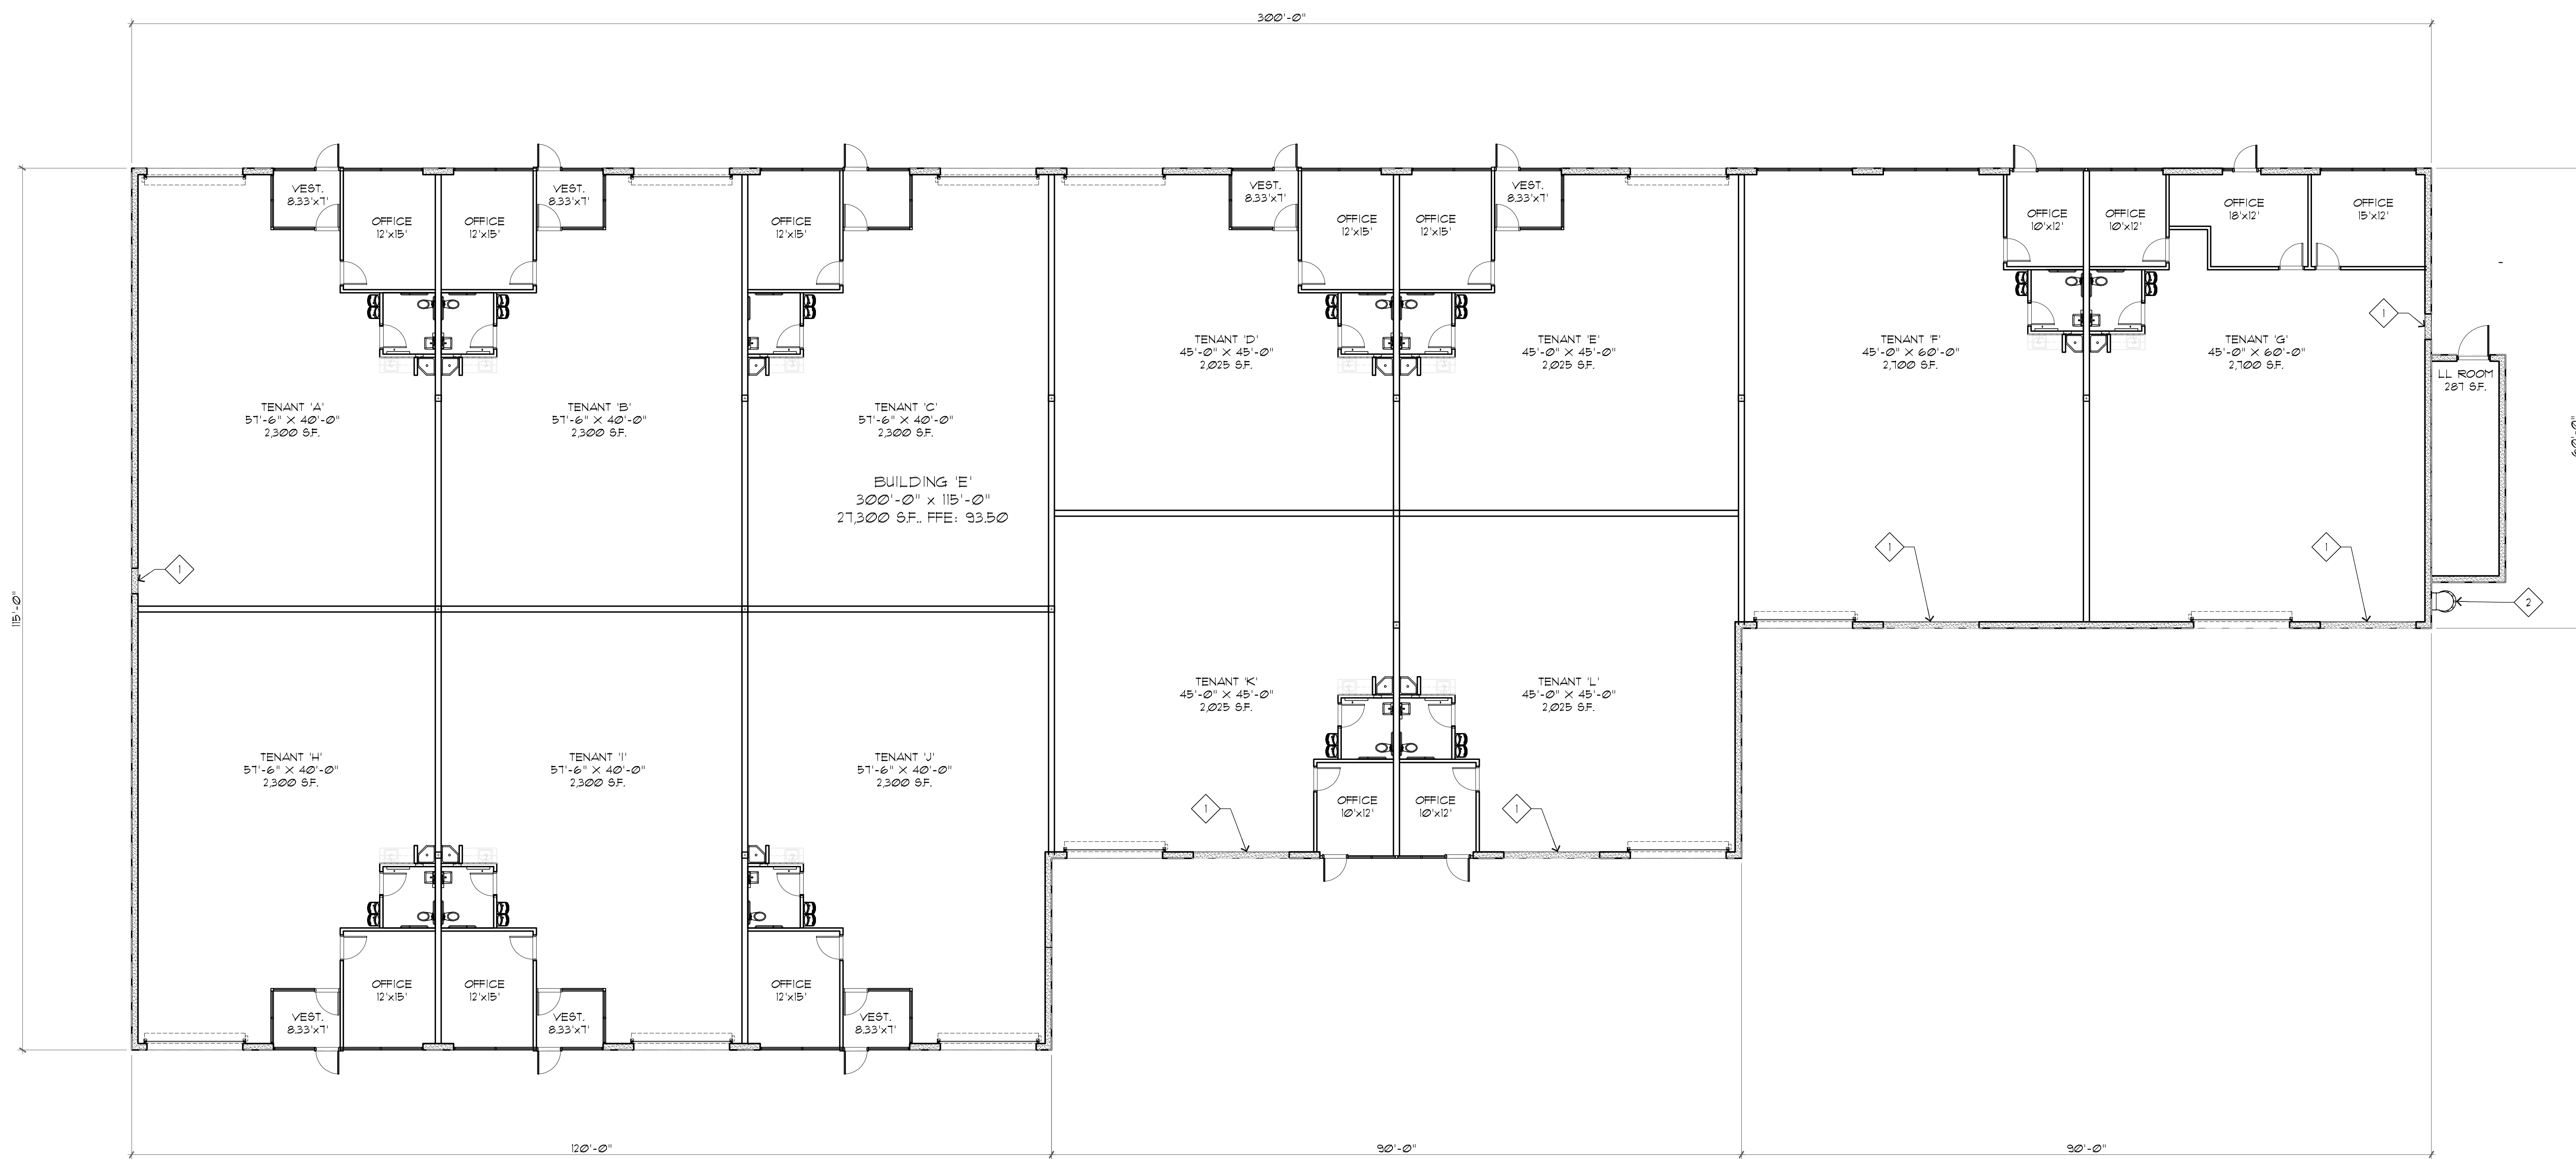 300'-0"
VEST.
8.33'x7'
OFFICE
12'x15'
OFFICE
12'x15'
VEST.
8.33'x7'
OFFICE
12'x15'
VEST.
8.33'x7'
OFFICE
12'x15'
OFFICE
12'x15'
VEST.
8.33'x7'
OFFICE
10'x12'
OFFICE
10'x12'
OFFICE
18'x12'
OFFICE
15'x12'
1
TENANT 'A'
57'-6" X 40'-0"
2,300 S.F.
TENANT 'B'
57'-6" X 40'-0"
2,300 S.F.
TENANT 'C'
57'-6" X 40'-0"
2,300 S.F.
TENANT 'D'
45'-0" X 45'-0"
2,025 S.F.
TENANT 'E'
45'-0" X 45'-0"
2,025 S.F.
TENANT 'F'
45'-0" X 60'-0"
2,700 S.F.
TENANT 'G'
45'-0" X 60'-0"
2,700 S.F.
LL ROOM
287 S.F.
60'-0"
BUILDING 'E'
300'-0" x 115'-0"
27,300 S.F.. FFE: 93.50
1
1
1
2
115'-0"
TENANT 'H'
57'-6" X 40'-0"
2,300 S.F.
TENANT 'I'
57'-6" X 40'-0"
2,300 S.F.
TENANT 'J'
57'-6" X 40'-0"
2,300 S.F.
TENANT 'K'
45'-0" X 45'-0"
2,025 S.F.
TENANT 'L'
45'-0" X 45'-0"
2,025 S.F.
1
OFFICE
10'x12'
OFFICE
10'x12'
1
VEST.
8.33'x7'
OFFICE
12'x15'
OFFICE
12'x15'
VEST.
8.33'x7'
OFFICE
12'x15'
VEST.
8.33'x7'
120'-0"
90'-0"
90'-0"